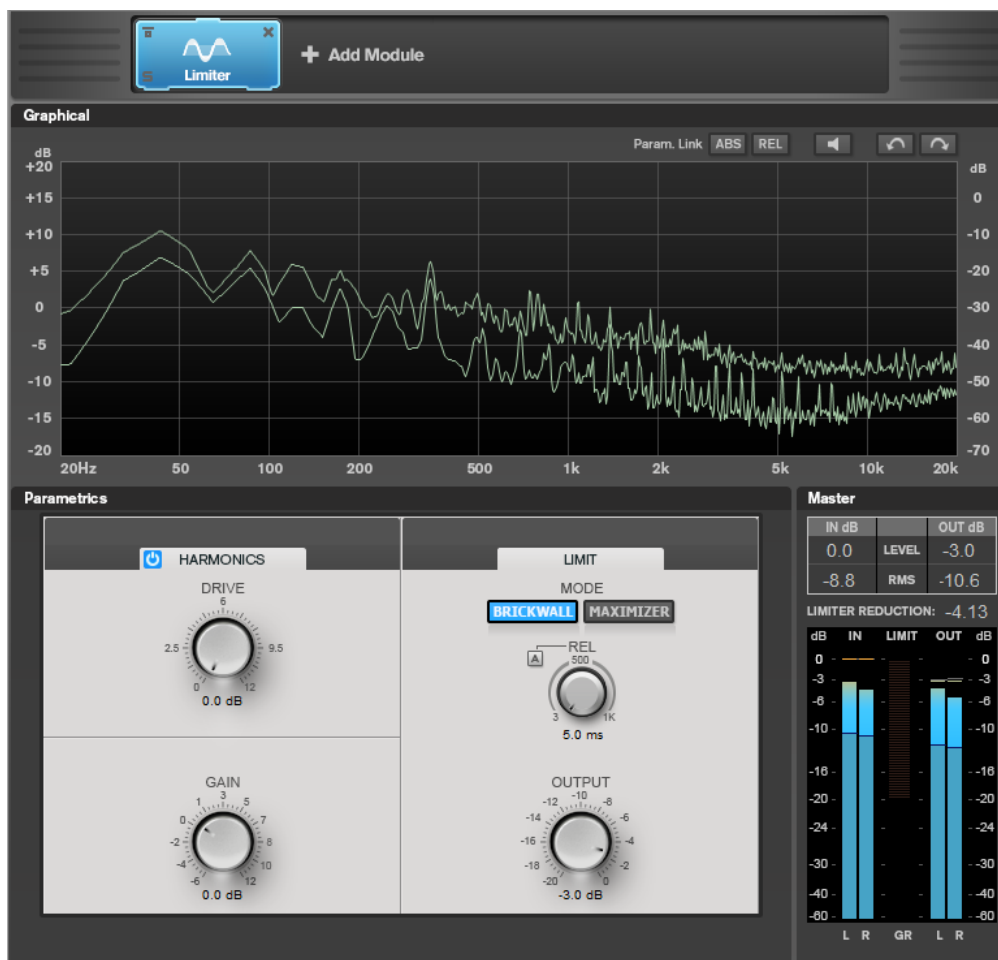 Limiter
S
Add Module
Graphical
Param. Link ABS REL
dB
dB
+20
+15
+10
+5
0
-5
-10
-15
-20
0
-10
-20
-30
-40
-50
-60
-70
20Hz 50 100 200 500 1k 2k 5k 10k 20k
Parametrics
HARMONICS
DRIVE
6
2.5 9.5
0 12
0.0 dB
GAIN
3
1 5
0 7
-2 8
-4 10
-6 12
0.0 dB
LIMIT
MODE
BRICKWALL MAXIMIZER
A REL
500
3 1K
5.0 ms
OUTPUT
-10
-12 -8
-14 -6
-16 -4
-18 -2
-20 0
-3.0 dB
Master
IN dB OUT dB
0.0 LEVEL -3.0
-8.8 RMS -10.6
LIMITER REDUCTION: -4.13
dB IN LIMIT OUT dB
0 0
-3 -3
-6 -6
-10 -10
-16 -16
-20 -20
-24 -24
-30 -30
-40 -40
-60 -60
L R GR L R